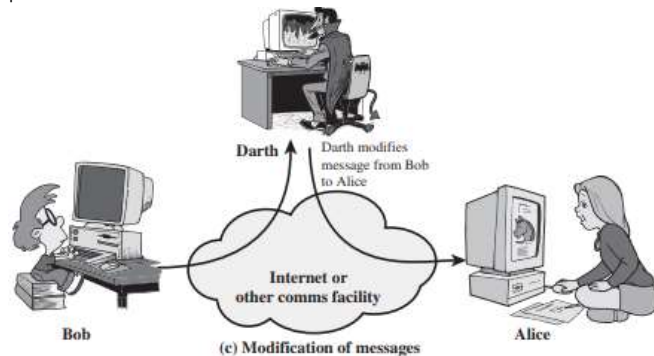 Darth
Darth modifies
message from Bob
to Alice
Internet or
other comms facility
Bob
Alice
(c) Modification of messages